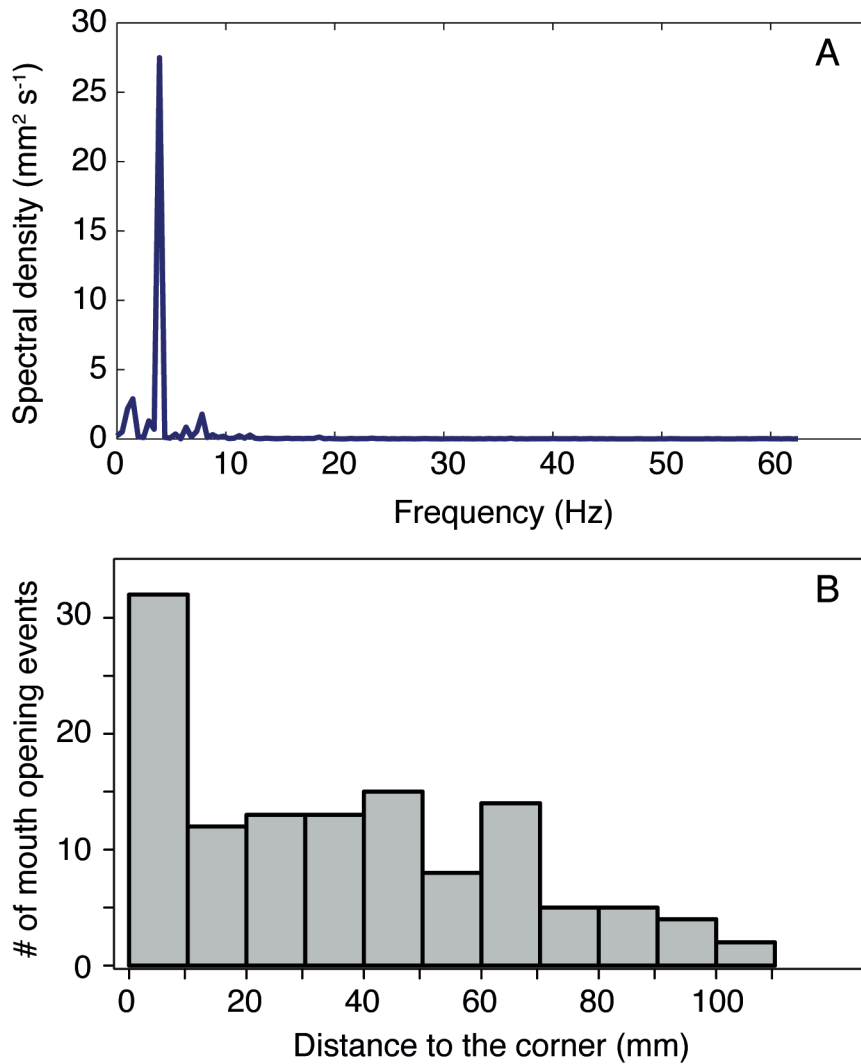 A
30
25
20
15
10
5
0
Spectral density (mm² s⁻¹)
0 10 20 30 40 50 60
Frequency (Hz)
B
30
20
10
0
# of mouth opening events
0 20 40 60 80 100
Distance to the corner (mm)